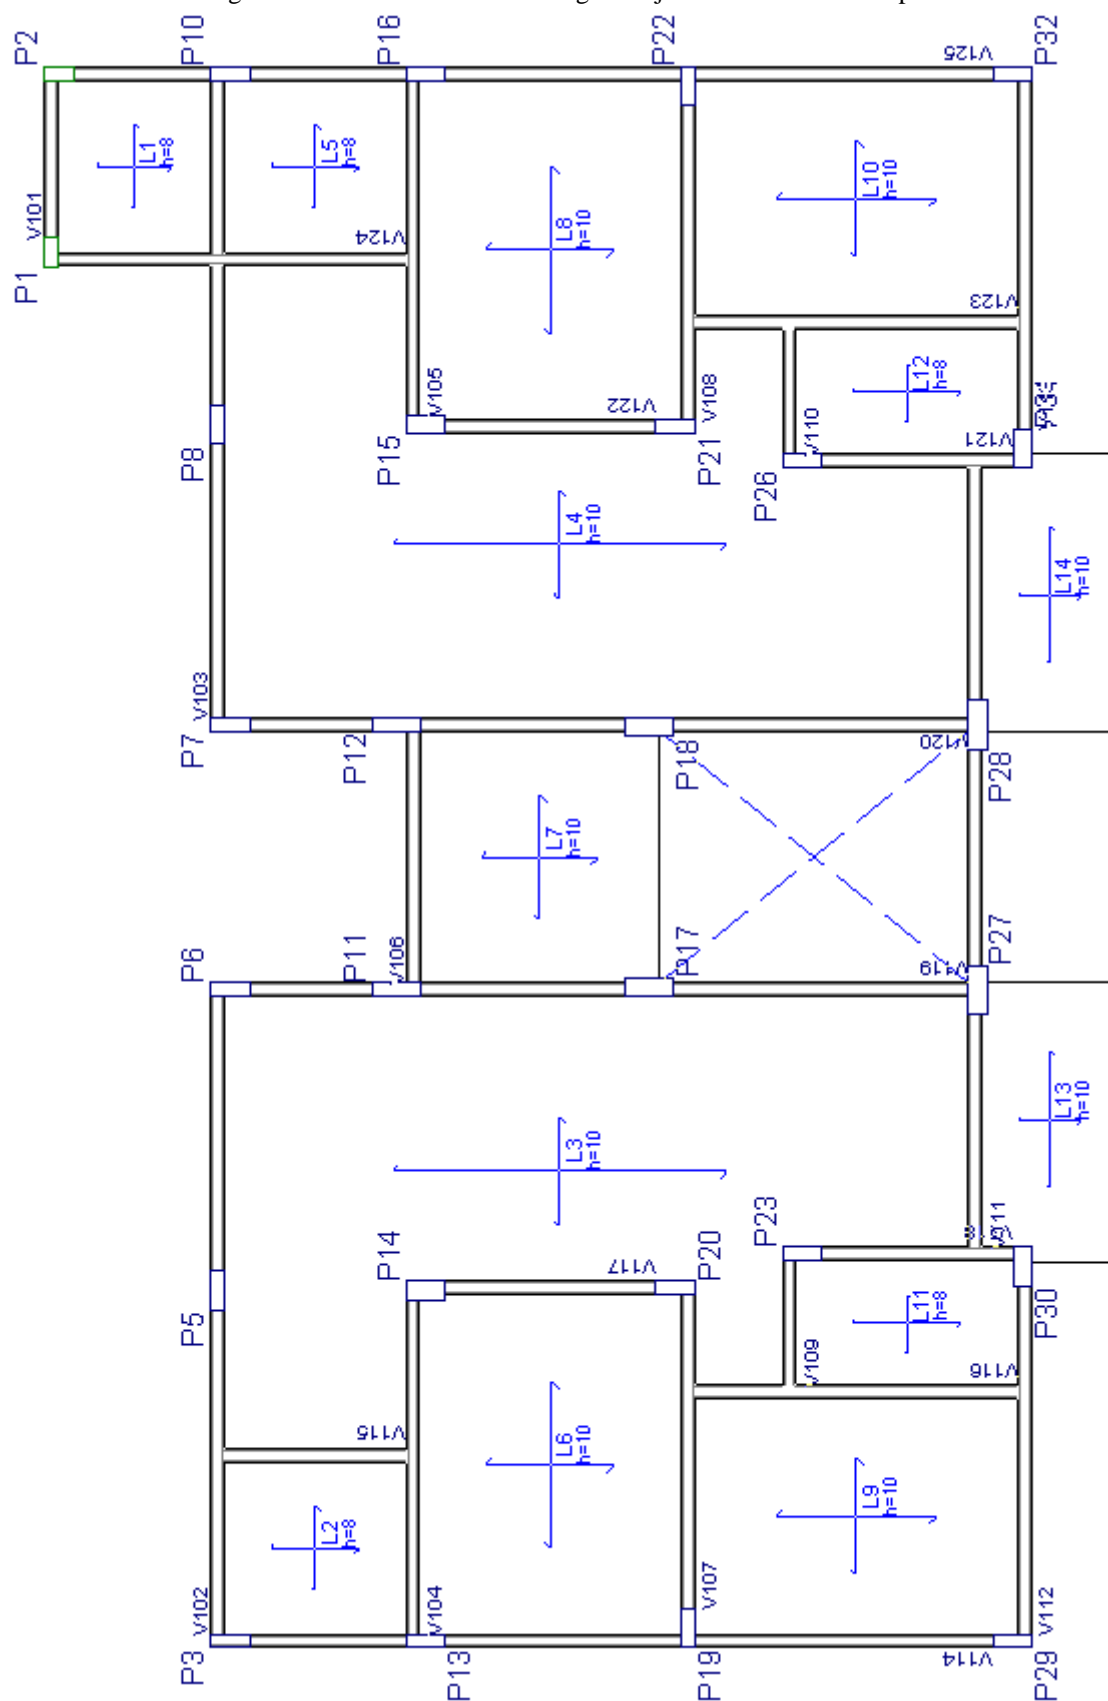 P1
V101
P2
P3
V102
P5
P6
P7
V103
P8
P10
L1
h=8
L2
h=8
V115
P11
P12
V124
L5
h=8
P13
V104
P14
V106
P15
V105
P16
L6
h=10
L3
h=10
L7
h=10
L4
h=10
L8
h=10
V117
V122
P19
V107
P20
P17
P18
P21
V108
P22
P23
P26
V109
V110
L9
h=10
L11
h=8
L12
h=8
L10
h=10
V114
V116
V119
V120
V121
V123
V125
P27
P28
P29
V112
P30
P32
L13
h=10
L14
h=10